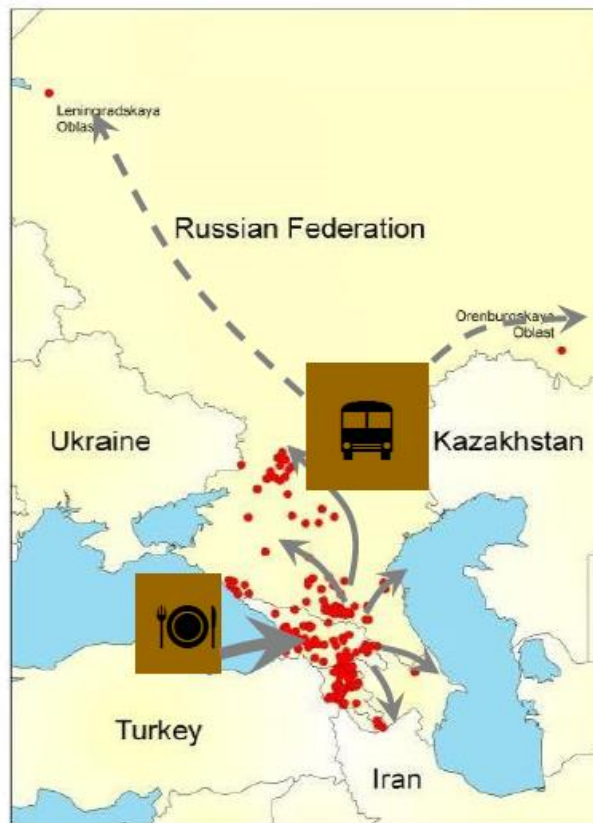 Leningradskaya
Oblast
Russian Federation
Orenburgskaya
Oblast
Ukraine
Kazakhstan
Turkey
Iran